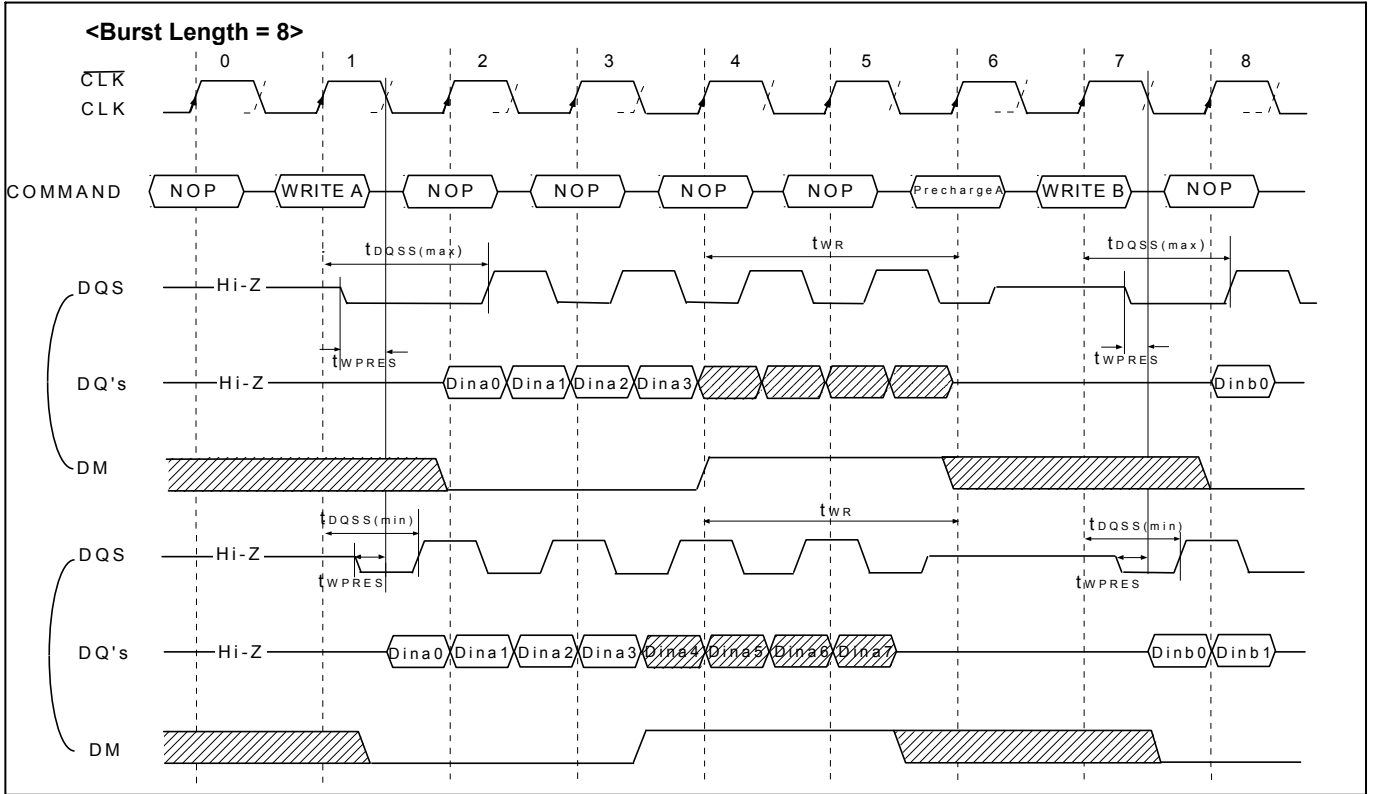 <Burst Length = 8>
0 1 2 3 4 5 6 7 8
CLK
CLK
COMMAND NOP WRITE A NOP NOP NOP NOP PrechargeA WRITE B NOP
tDQSS(max) tWR tDQSS(max)
DQS Hi-Z
tWPRES tWPRES
DQ's Hi-Z Dina0 Dina1 Dina2 Dina3 Dinb0
DM
tDQSS(min) tWR tDQSS(min)
DQS Hi-Z
tWPRES tWPRES
DQ's Hi-Z Dina0 Dina1 Dina2 Dina3 Dina4 Dina5 Dina6 Dina7 Dinb0 Dinb1
DM